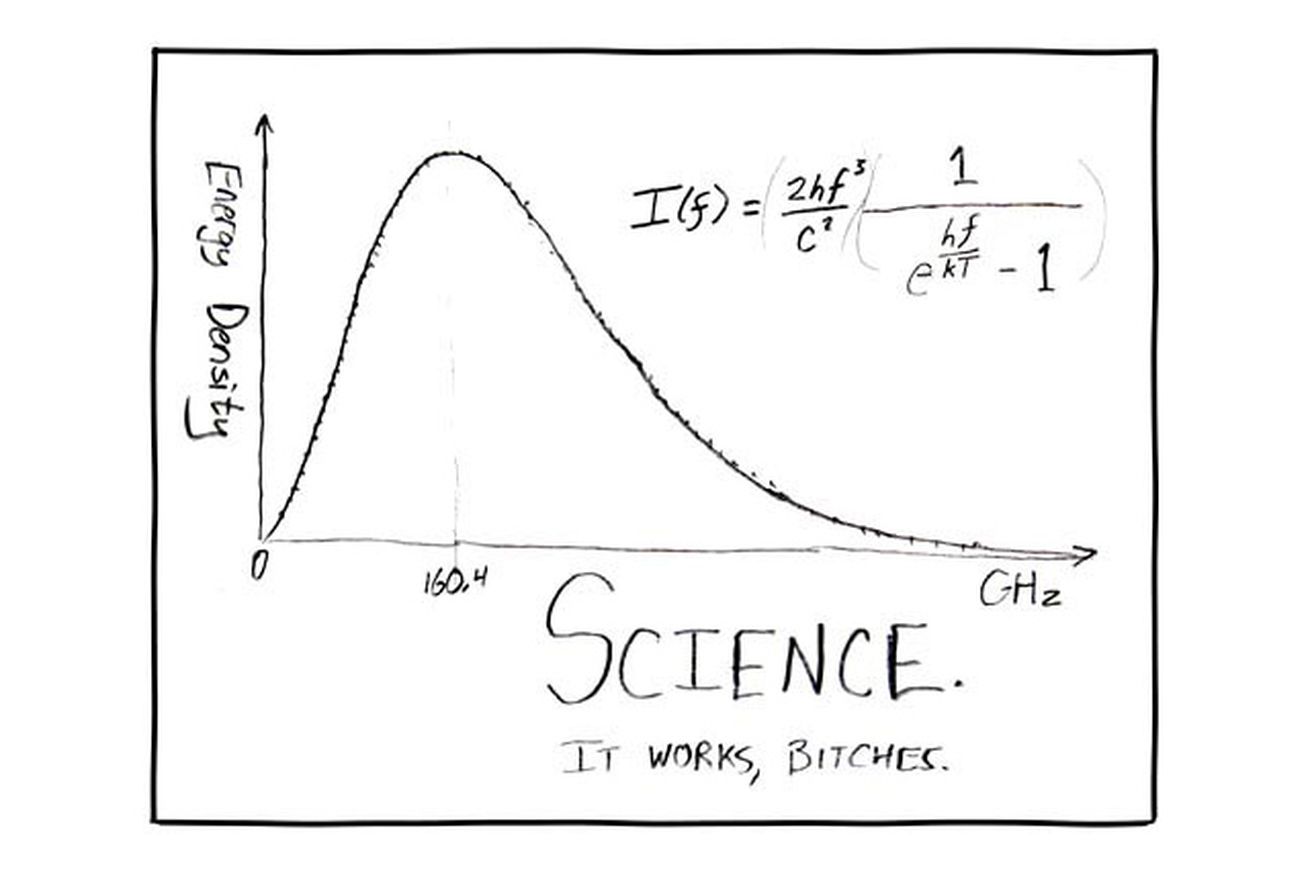 Energy Density
I(f) = (2hf³/c²)(1/(e^(hf/kT) - 1))
0
160.4
GHz
SCIENCE.
IT WORKS, BITCHES.